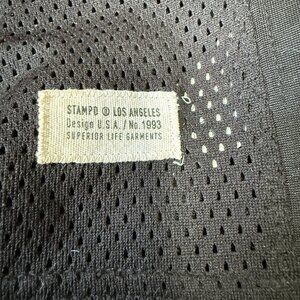 STAMPD ® LOS ANGELES
Design U.S.A. / No. 1993
SUPERIOR LIFE GARMENTS